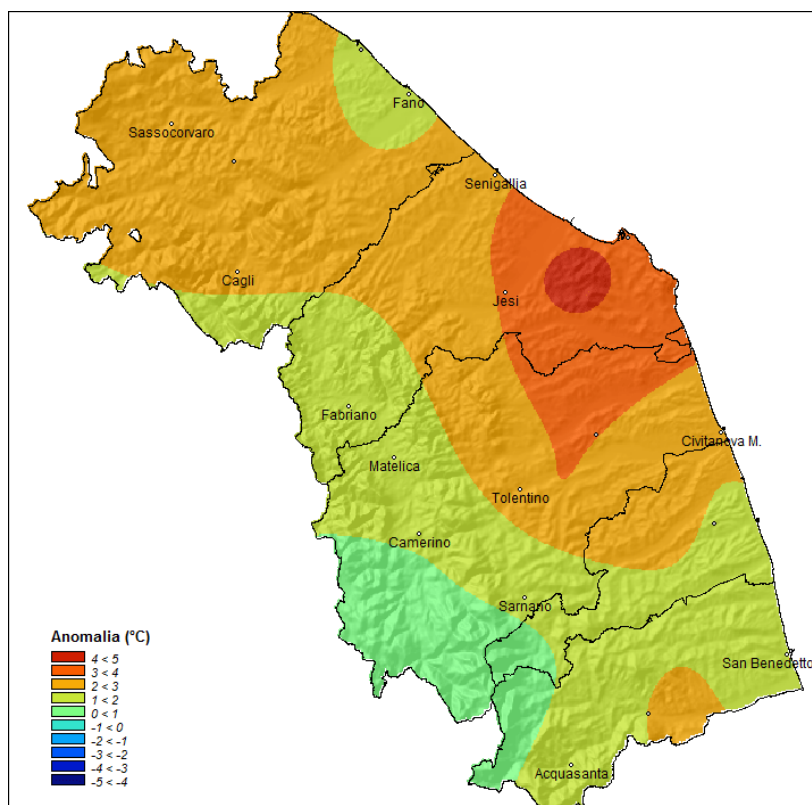 Fano
Sassocorvaro
Senigallia
Cagli
Jesi
Fabriano
Civitanova M.
Matelica
Tolentino
Camerino
Sarnano
San Benedetto
Acquasanta
Anomalia (°C)
4 < 5
3 < 4
2 < 3
1 < 2
0 < 1
-1 < 0
-2 < -1
-3 < -2
-4 < -3
-5 < -4